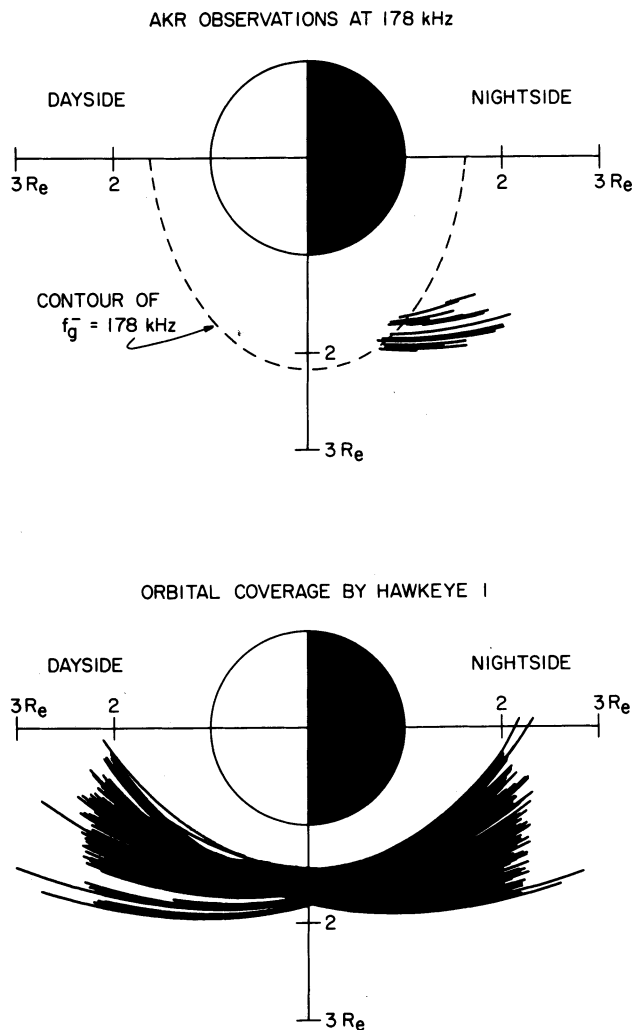 AKR OBSERVATIONS AT 178 kHz
DAYSIDE
NIGHTSIDE
3Re
2
2
3Re
CONTOUR OF
fg- = 178 kHz
2
3Re
ORBITAL COVERAGE BY HAWKEYE I
DAYSIDE
NIGHTSIDE
3Re
2
2
3Re
2
3Re